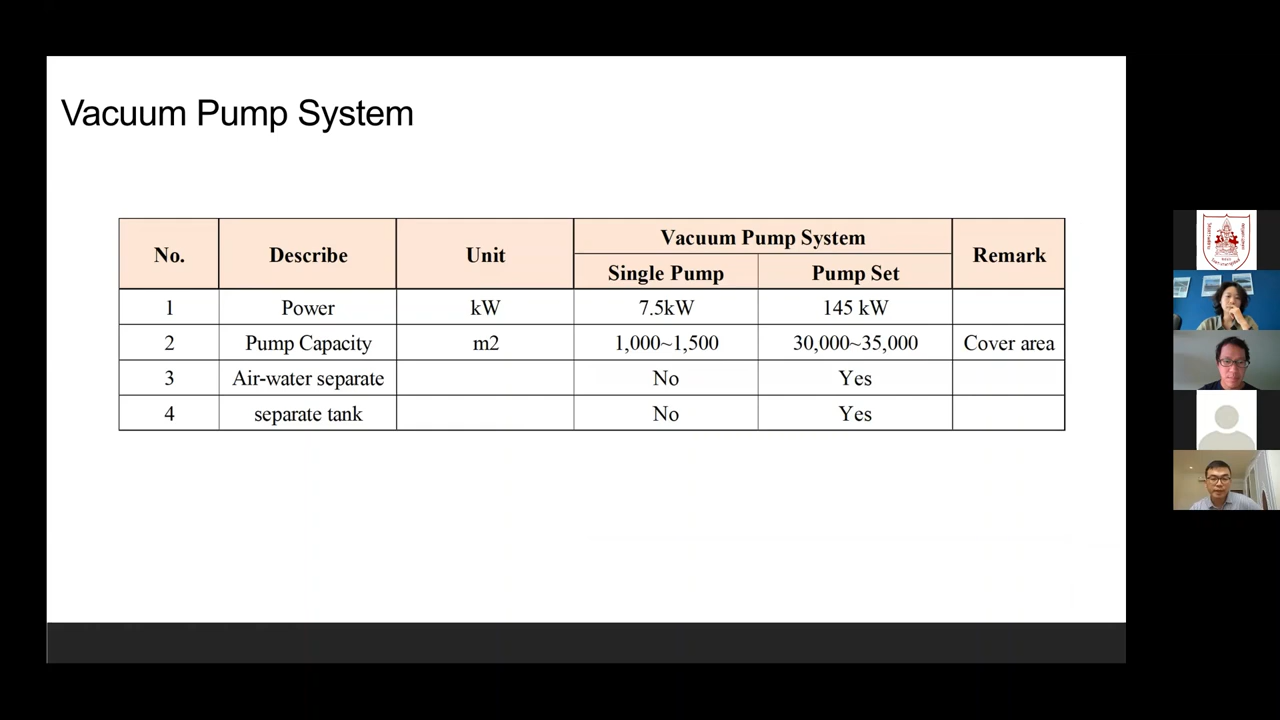 Vacuum Pump System
No. Describe Unit Vacuum Pump System Remark
Single Pump Pump Set
1 Power kW 7.5kW 145 kW
2 Pump Capacity m2 1,000~1,500 30,000~35,000 Cover area
3 Air-water separate No Yes
4 separate tank No Yes